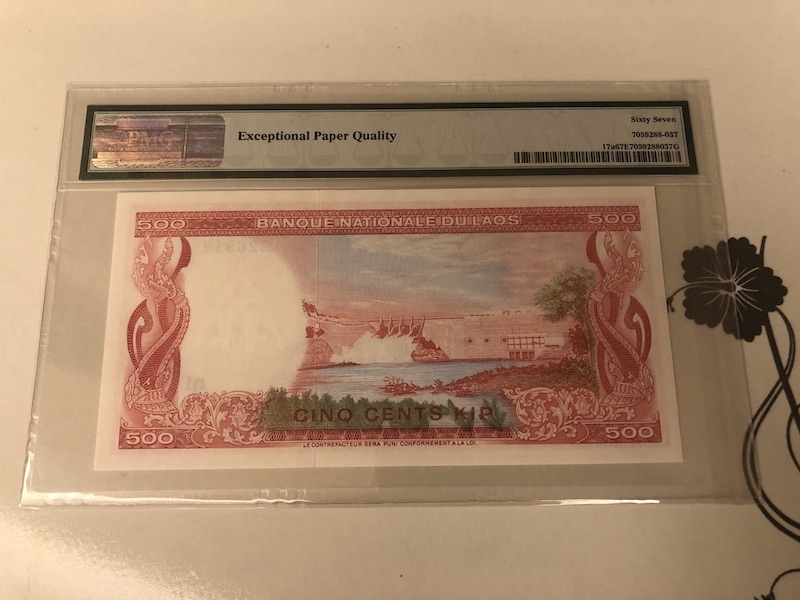 PMG
Exceptional Paper Quality
Sixty Seven
7059288-037
17a67E7059288037G
500 BANQUE NATIONALE DU LAOS 500
CINQ CENTS KIP
500 500
LE CONTREFACTEUR SERA PUNI CONFORMEMENT A LA LOI.